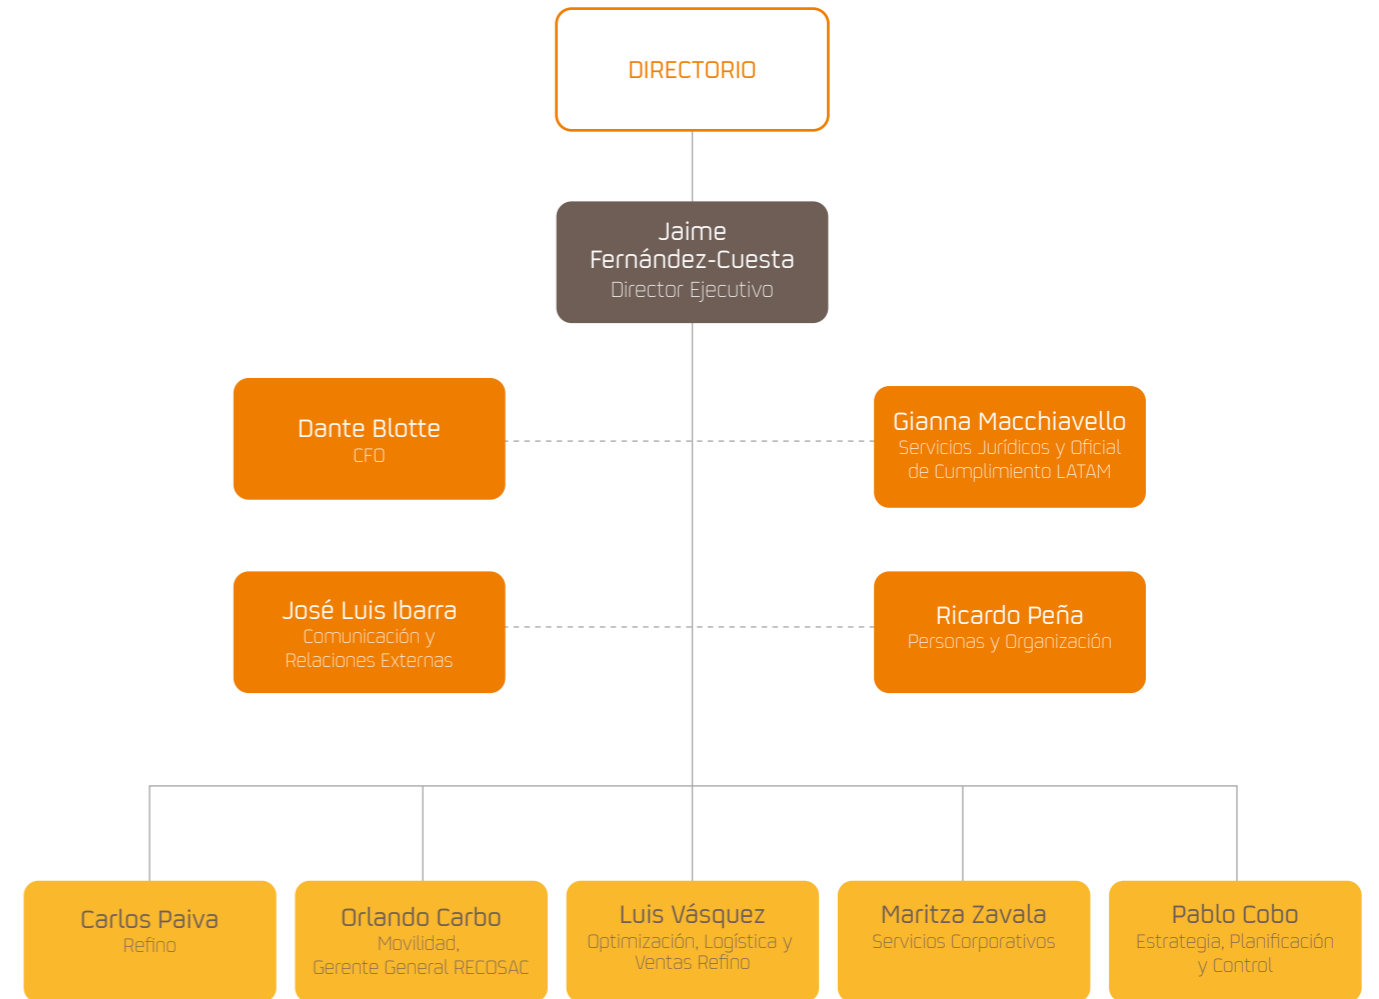 DIRECTORIO
Jaime
Fernández-Cuesta
Director Ejecutivo
Dante Blotte
CFO
Gianna Macchiavello
Servicios Jurídicos y Oficial
de Cumplimiento LATAM
José Luis Ibarra
Comunicación y
Relaciones Externas
Ricardo Peña
Personas y Organización
Carlos Paiva
Refino
Orlando Carbo
Movilidad,
Gerente General RECOSAC
Luis Vásquez
Optimización, Logística y
Ventas Refino
Maritza Zavala
Servicios Corporativos
Pablo Cobo
Estrategia, Planificación
y Control